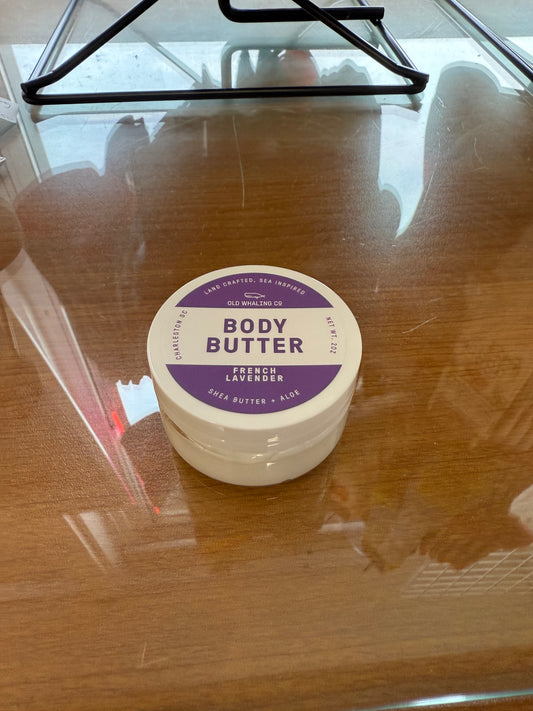 LAND CRAFTED, SEA INSPIRED
OLD WHALING CO
CHARLESTON SC
BODY
BUTTER
NET WT. 2OZ
FRENCH
LAVENDER
SHEA BUTTER + ALOE